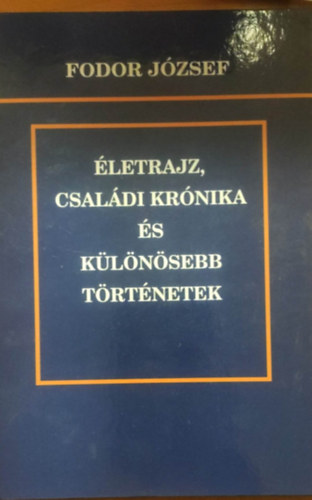 FODOR JÓZSEF
ÉLETRAJZ,
CSALÁDI KRÓNIKA
ÉS
KÜLÖNÖSEBB
TÖRTÉNETEK